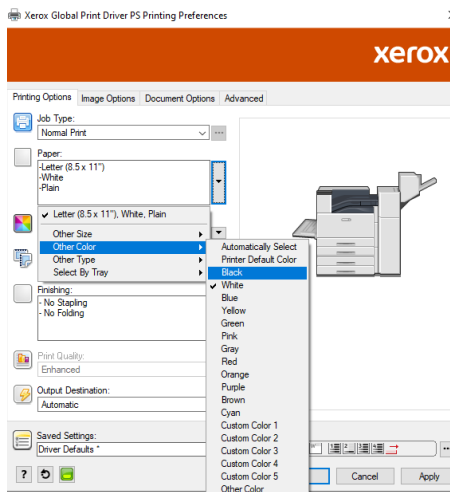 Xerox Global Print Driver PS Printing Preferences
xerox
Printing Options Image Options Document Options Advanced
Job Type:
Normal Print
Paper:
-Letter (8.5 x 11")
-White
-Plain
Letter (8.5 x 11"), White, Plain
Other Size
Other Color
Other Type
Select By Tray
Automatically Select
Printer Default Color
Black
White
Blue
Yellow
Green
Pink
Gray
Red
Orange
Purple
Brown
Cyan
Custom Color 1
Custom Color 2
Custom Color 3
Custom Color 4
Custom Color 5
Other Color
Finishing:
- No Stapling
- No Folding
Print Quality:
Enhanced
Output Destination:
Automatic
Saved Settings:
Driver Defaults *
?
Cancel
Apply